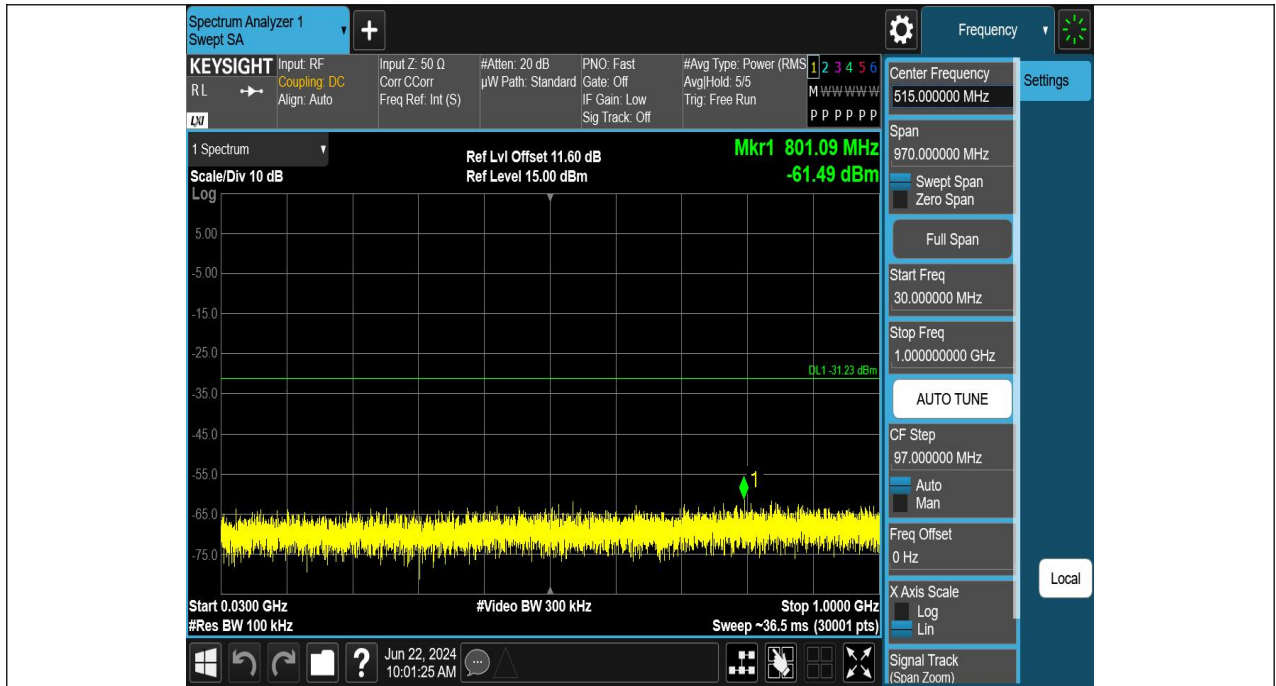 Spectrum Analyzer 1
Swept SA
+
Frequency
KEYSIGHT
RL
LXI
Input: RF
Coupling: DC
Align: Auto
Input Z: 50 Ω
Corr CCorr
Freq Ref: Int (S)
#Atten: 20 dB
µW Path: Standard
PNO: Fast
Gate: Off
IF Gain: Low
Sig Track: Off
#Avg Type: Power (RMS
Avg|Hold: 5/5
Trig: Free Run
1 2 3 4 5 6
M W W W W W
P P P P P P
1 Spectrum
Scale/Div 10 dB
Log
Ref Lvl Offset 11.60 dB
Ref Level 15.00 dBm
Mkr1 801.09 MHz
-61.49 dBm
5.00
-5.00
-15.0
-25.0
DL1 -31.23 dBm
-35.0
-45.0
-55.0
1
-65.0
-75.0
Start 0.0300 GHz
#Res BW 100 kHz
#Video BW 300 kHz
Stop 1.0000 GHz
Sweep ~36.5 ms (30001 pts)
Center Frequency
515.000000 MHz
Settings
Span
970.000000 MHz
Swept Span
Zero Span
Full Span
Start Freq
30.000000 MHz
Stop Freq
1.000000000 GHz
AUTO TUNE
CF Step
97.000000 MHz
Auto
Man
Freq Offset
0 Hz
X Axis Scale
Log
Lin
Local
Signal Track
(Span Zoom)
?
Jun 22, 2024
10:01:25 AM